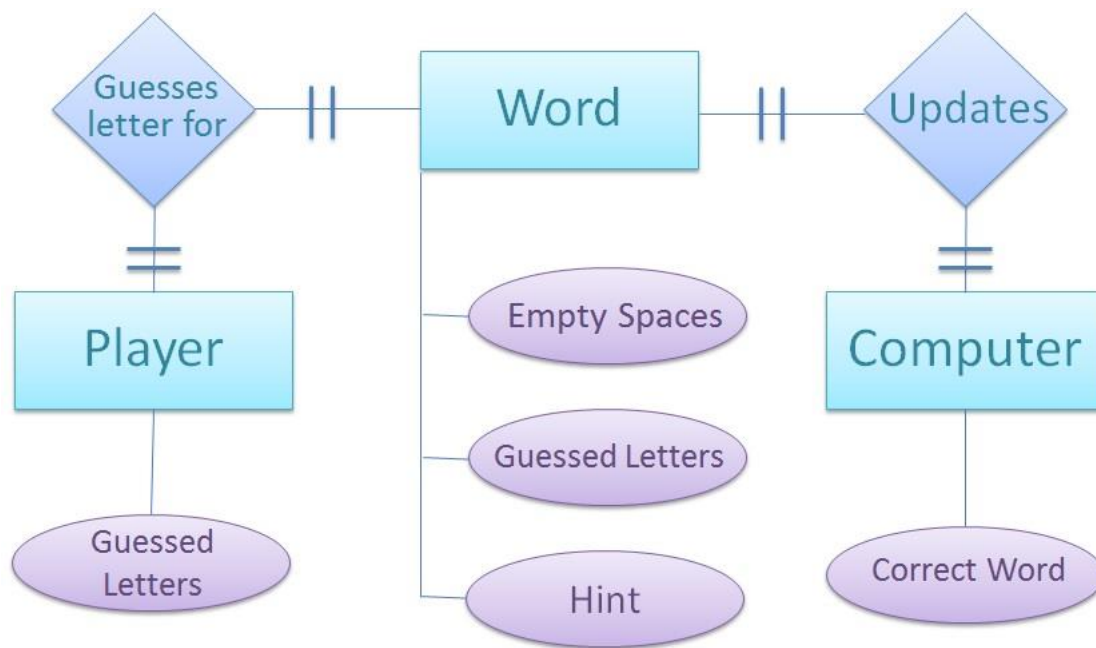 Guesses
letter for
Word
Updates
Player
Empty Spaces
Computer
Guessed Letters
Guessed
Letters
Hint
Correct Word